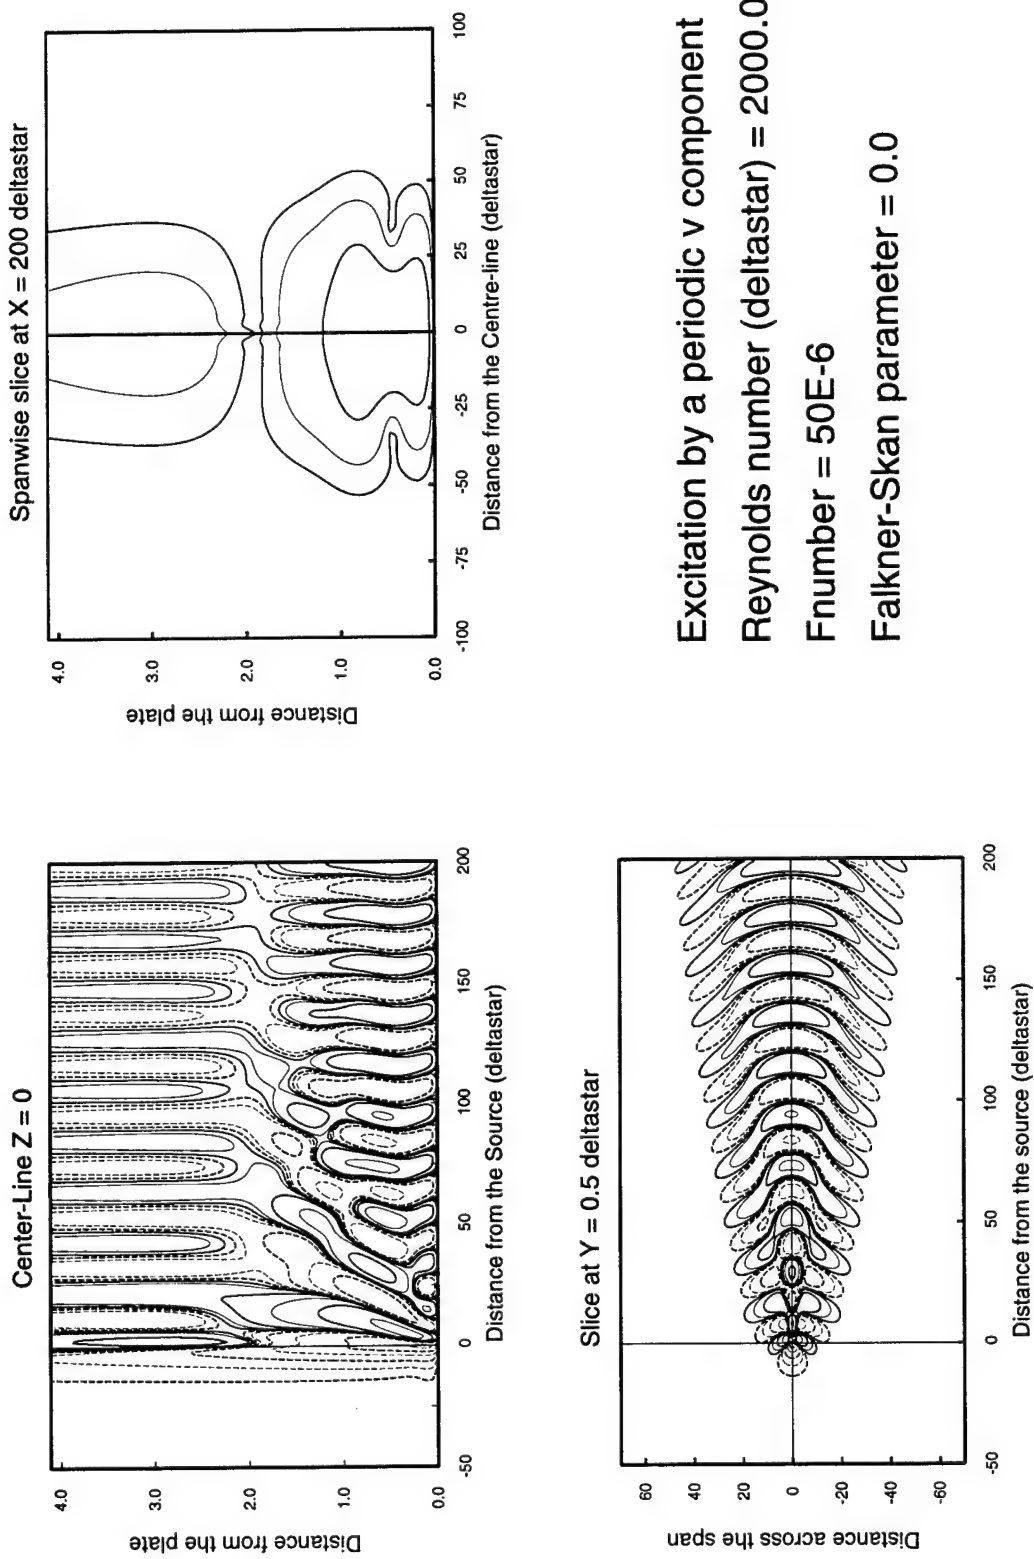 Center-Line Z = 0
Distance from the plate
4.0
3.0
2.0
1.0
0.0
-50
0
50
100
150
200
Distance from the Source (deltastar)
Spanwise slice at X = 200 deltastar
Distance from the plate
4.0
3.0
2.0
1.0
0.0
-100
-75
-50
-25
0
25
50
75
100
Distance from the Centre-line (deltastar)
Slice at Y = 0.5 deltastar
Distance across the span
60
40
20
0
-20
-40
-60
-50
0
50
100
150
200
Distance from the source (deltastar)
Excitation by a periodic v component
Reynolds number (deltastar) = 2000.0
Fnumber = 50E-6
Falkner-Skan parameter = 0.0